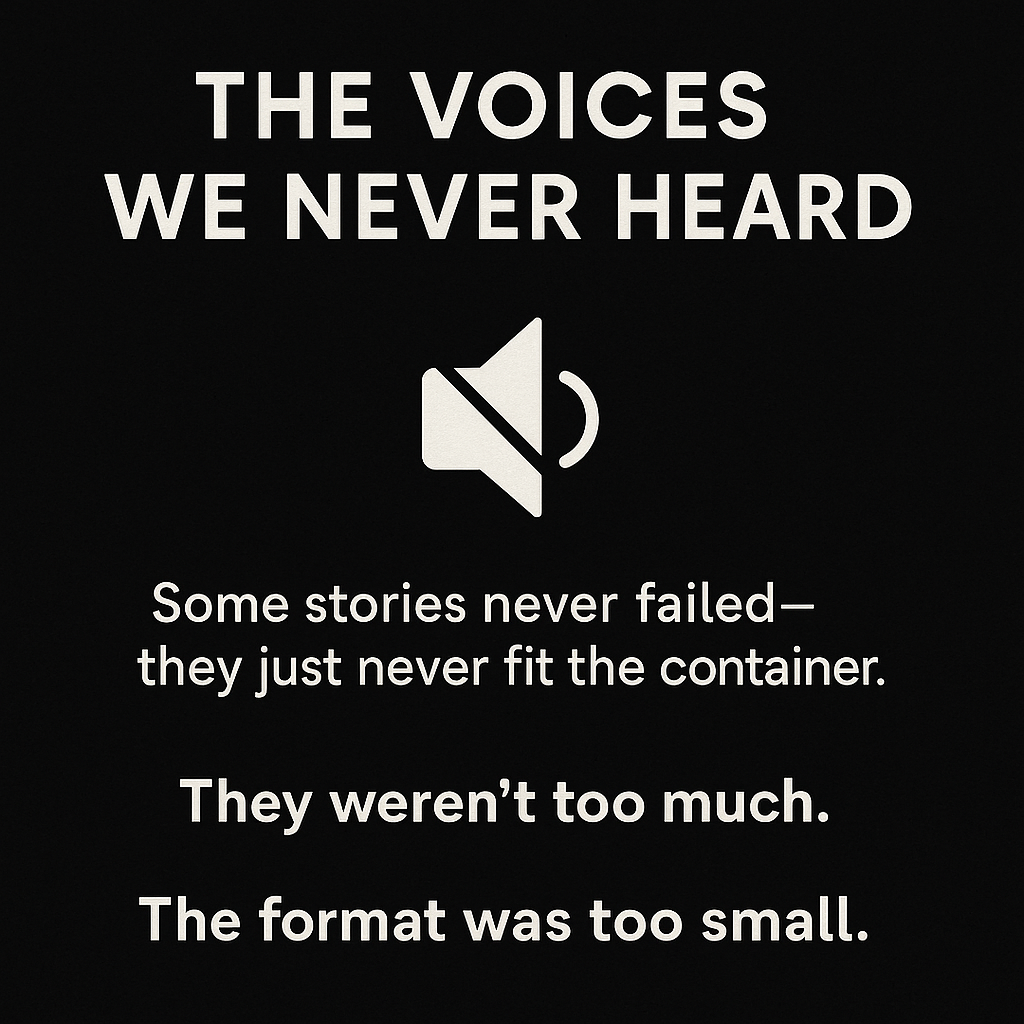 THE VOICES
WE NEVER HEARD
Some stories never failed—
they just never fit the container.
They weren’t too much.
The format was too small.